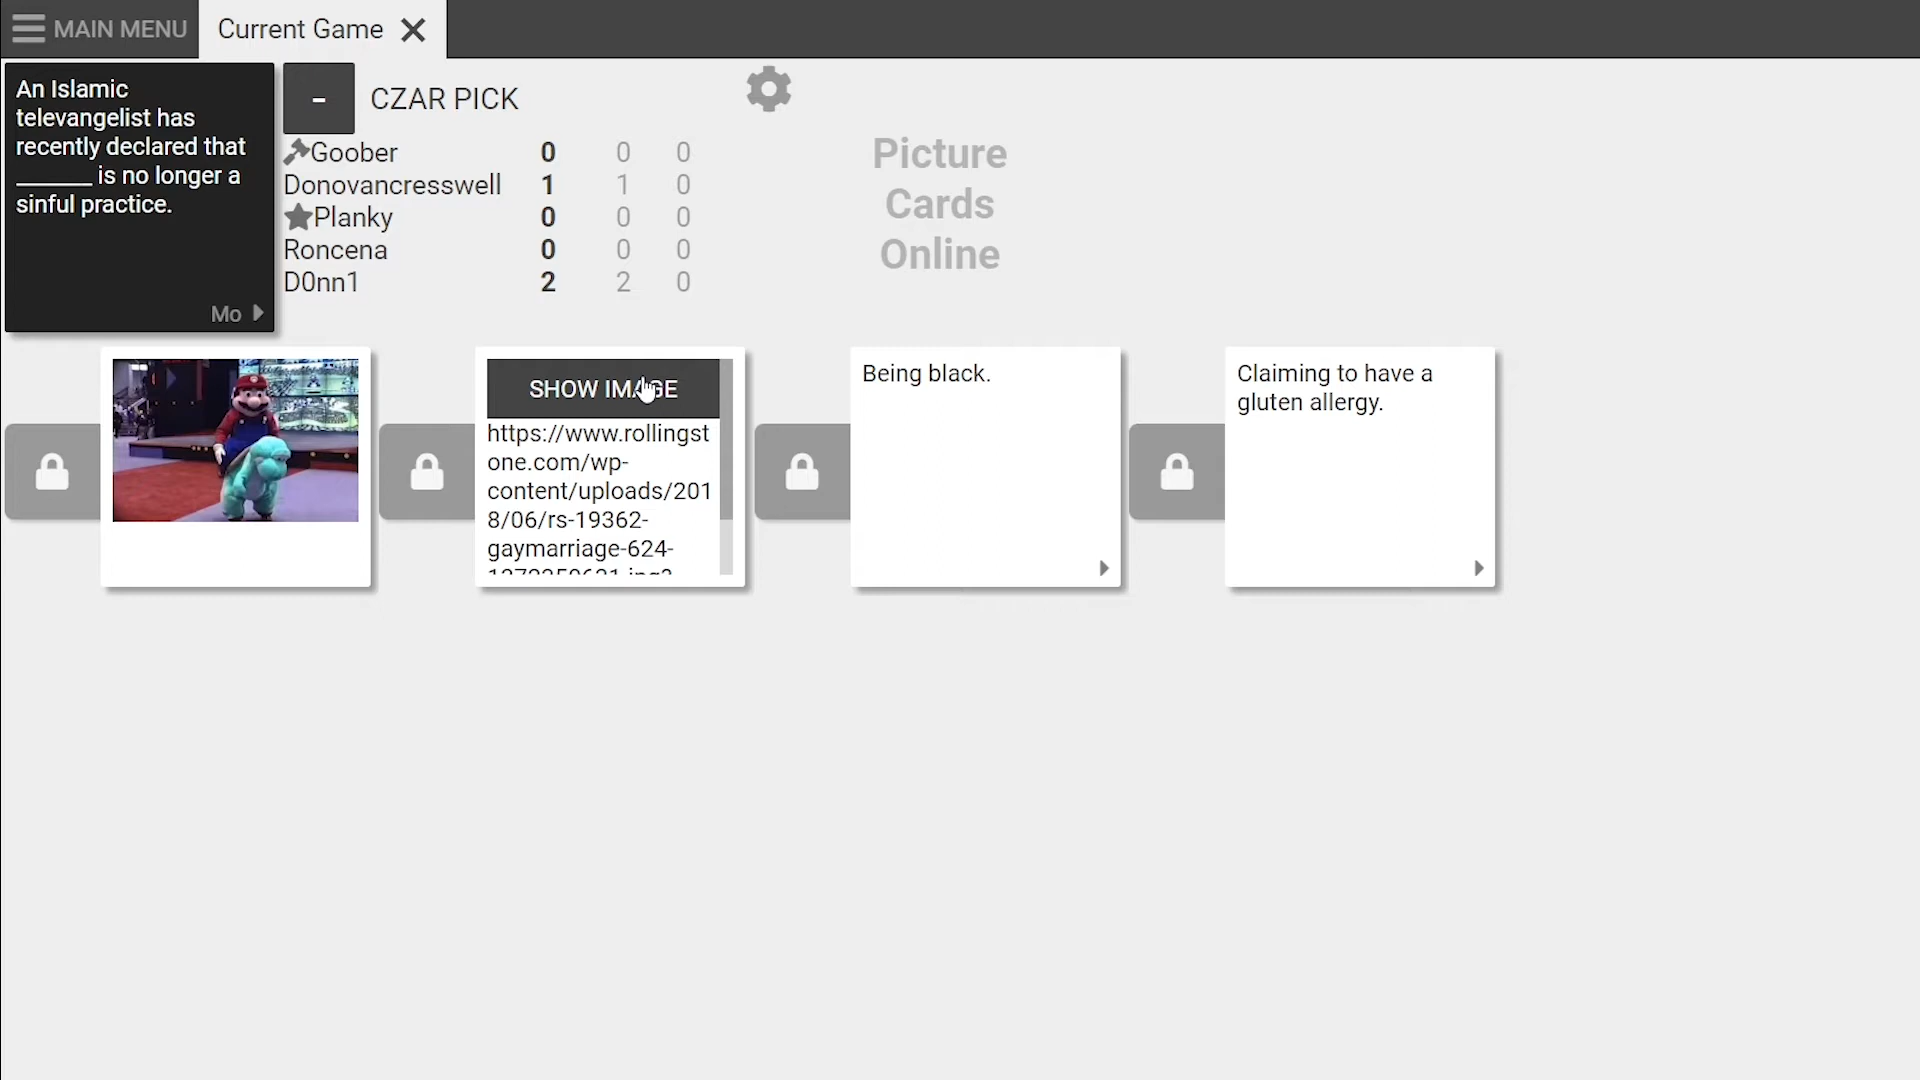 MAIN MENU
Current Game
An Islamic
televangelist has
recently declared that
______ is no longer a
sinful practice.
Mo
-
CZAR PICK
Goober 0 0 0
Donovancresswell 1 1 0
Planky 0 0 0
Roncena 0 0 0
D0nn1 2 2 0
Picture
Cards
Online
SHOW IMAGE
https://www.rollingst
one.com/wp-
content/uploads/201
8/06/rs-19362-
gaymarriage-624-
Being black.
Claiming to have a
gluten allergy.